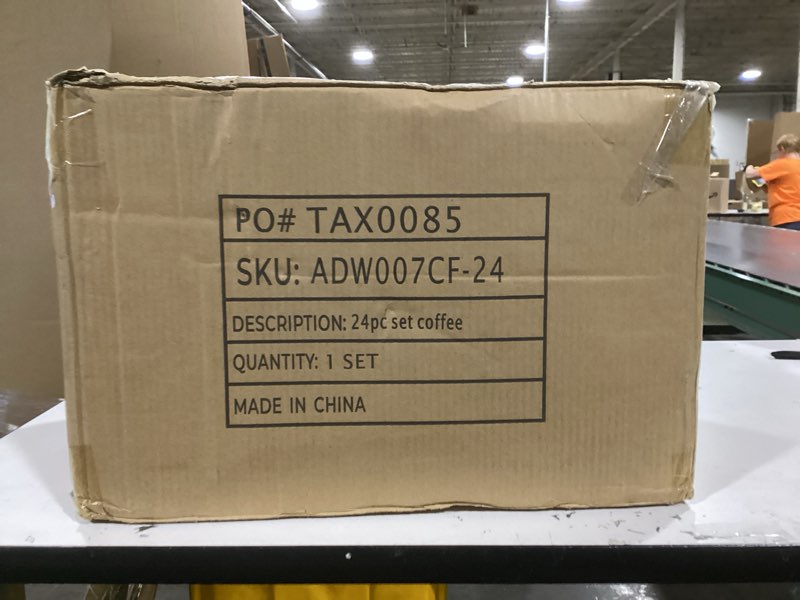 PO# TAX0085
SKU: ADW007CF-24
DESCRIPTION: 24pc set coffee
QUANTITY: 1 SET
MADE IN CHINA